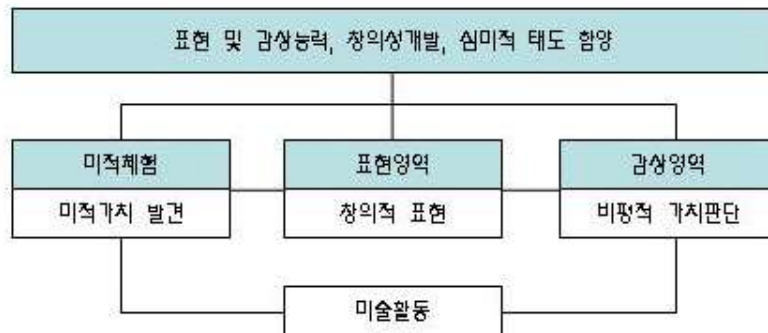 표현 및 감상능력, 창의성개발, 심미적 태도 함양
미적체험
표현영역
감상영역
미적가치 발견
창의적 표현
비평적 가치판단
미술활동